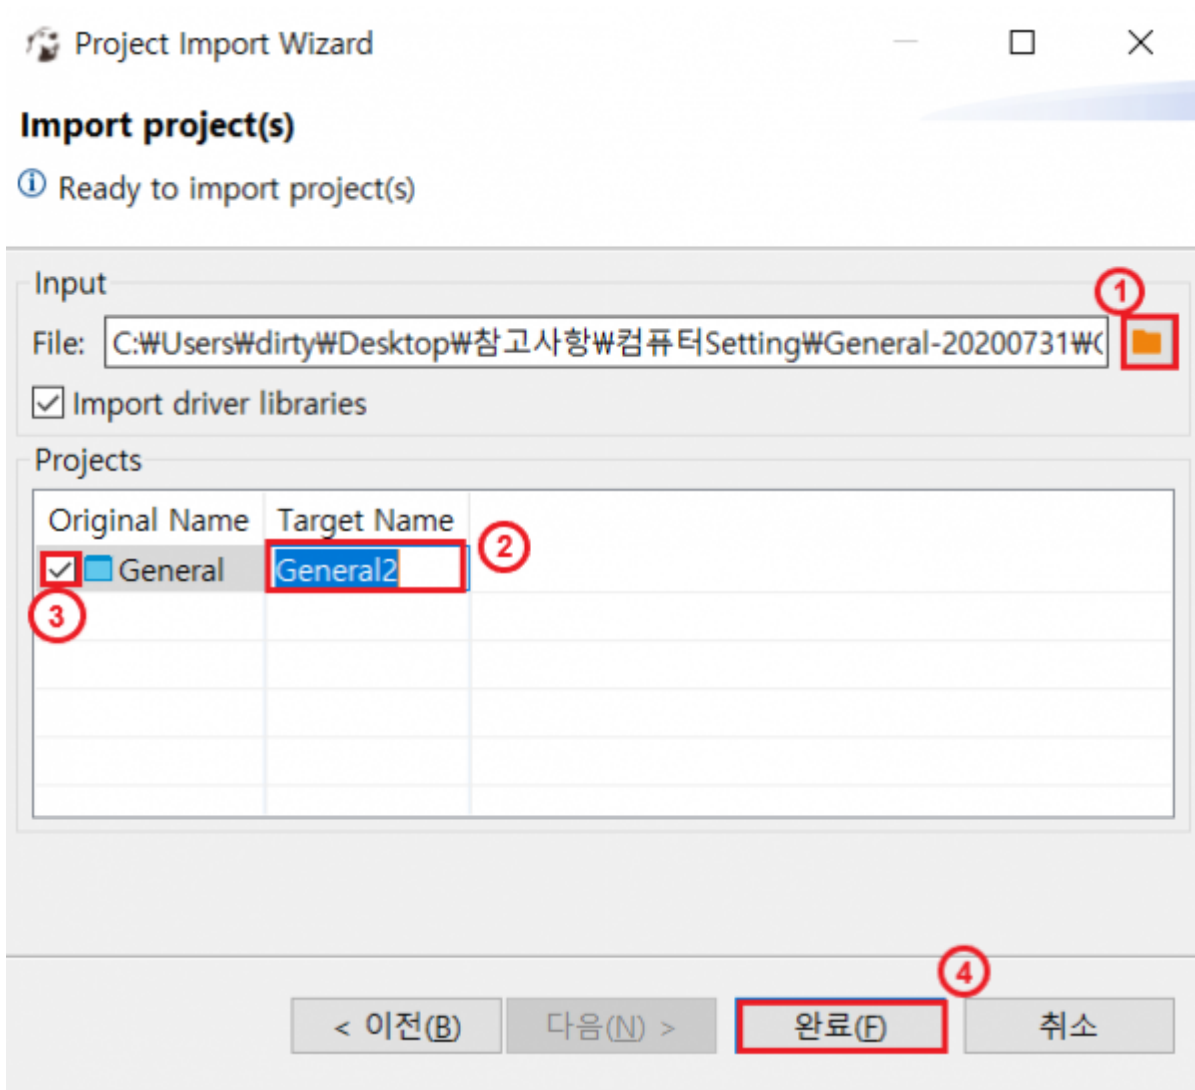 Project Import Wizard
Import project(s)
Ready to import project(s)
Input
1
File: C:₩Users₩dirty₩Desktop₩참고사항₩컴퓨터Setting₩General-20200731₩
Import driver libraries
Projects
Original Name Target Name
2
General General2
3
4
< 이전(B) 다음(N) > 완료(F) 취소